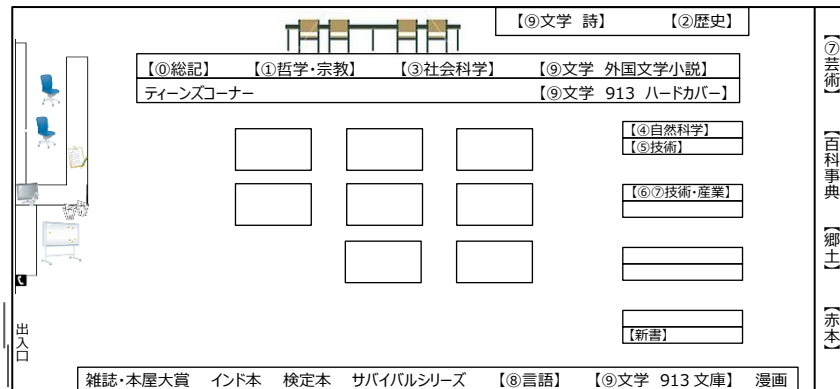 【⑨文学 詩】 【②歴史】
【⓪総記】 【①哲学・宗教】 【③社会科学】 【⑨文学 外国文学小説】
ティーンズコーナー 【⑨文学 913 ハードカバー】
【④自然科学】
【⑤技術】
【⑥⑦技術・産業】
【新書】
【⑦芸術】
【百科事典】
【郷土】
【赤本】
出入口
雑誌・本屋大賞 インド本 検定本 サバイバルシリーズ 【⑧言語】 【⑨文学 913 文庫】 漫画